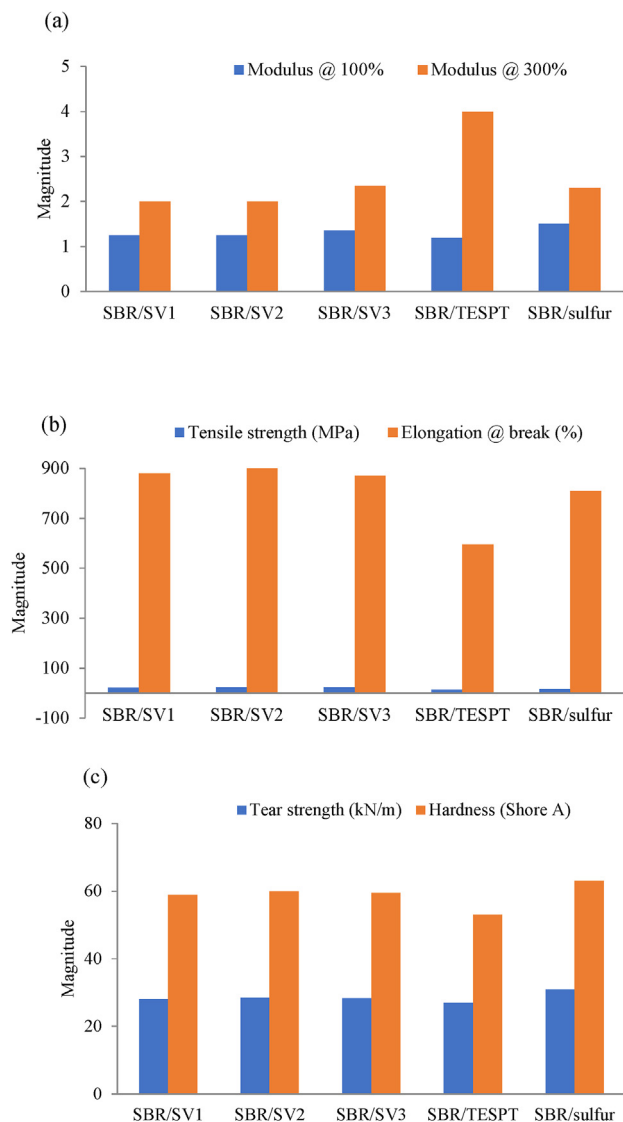 (a)
Modulus @ 100% Modulus @ 300%
5
4
3
2
1
0
Magnitude
SBR/SV1 SBR/SV2 SBR/SV3 SBR/TESPT SBR/sulfur
(b)
Tensile strength (MPa) Elongation @ break (%)
900
700
500
300
100
-100
Magnitude
SBR/SV1 SBR/SV2 SBR/SV3 SBR/TESPT SBR/sulfur
(c)
Tear strength (kN/m) Hardness (Shore A)
80
60
40
20
0
Magnitude
SBR/SV1 SBR/SV2 SBR/SV3 SBR/TESPT SBR/sulfur